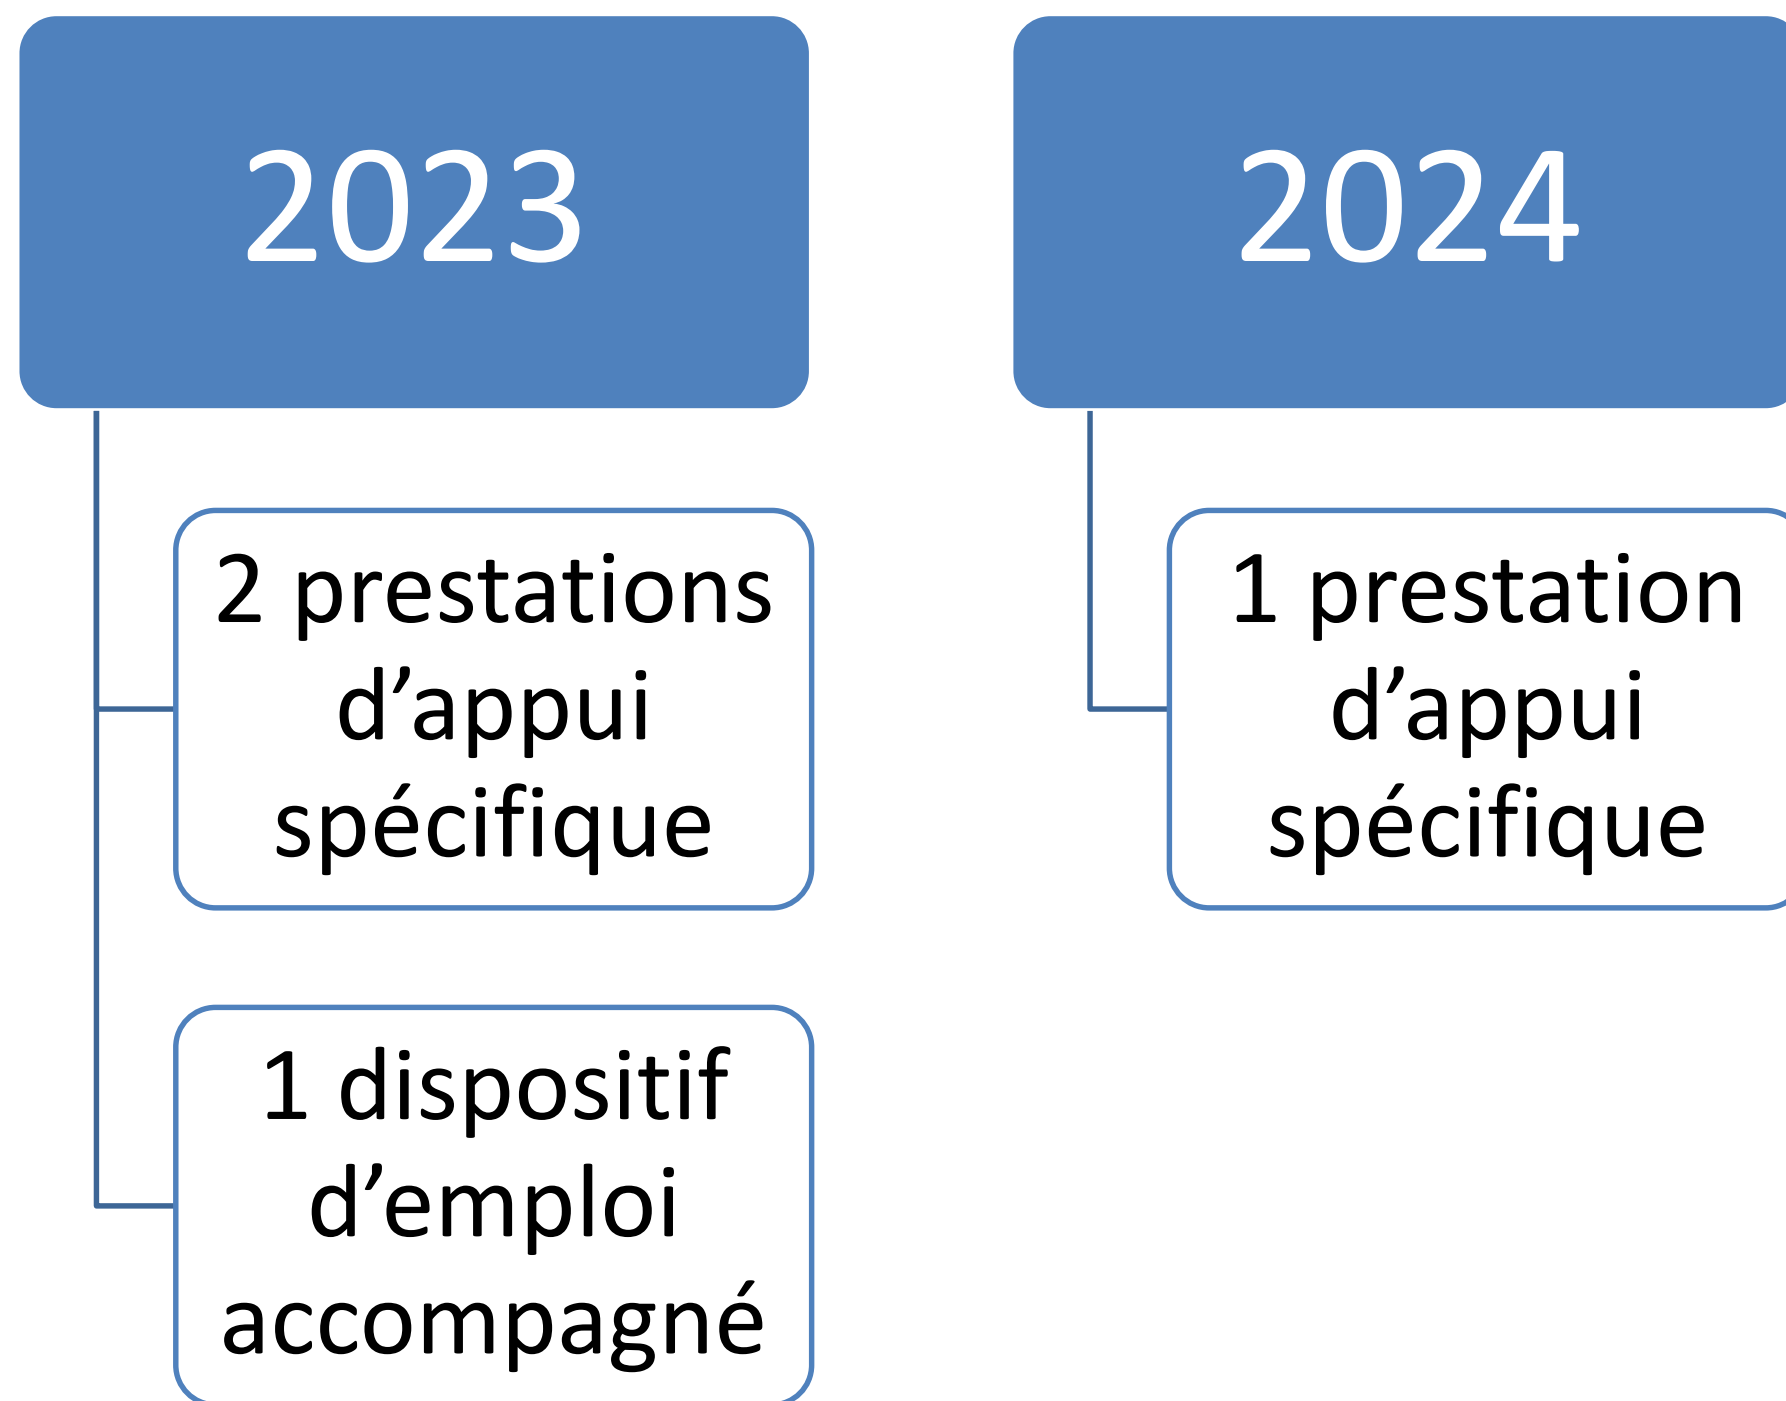 2023
2 prestations
d’appui
spécifique
1 dispositif
d’emploi
accompagné
2024
1 prestation
d’appui
spécifique